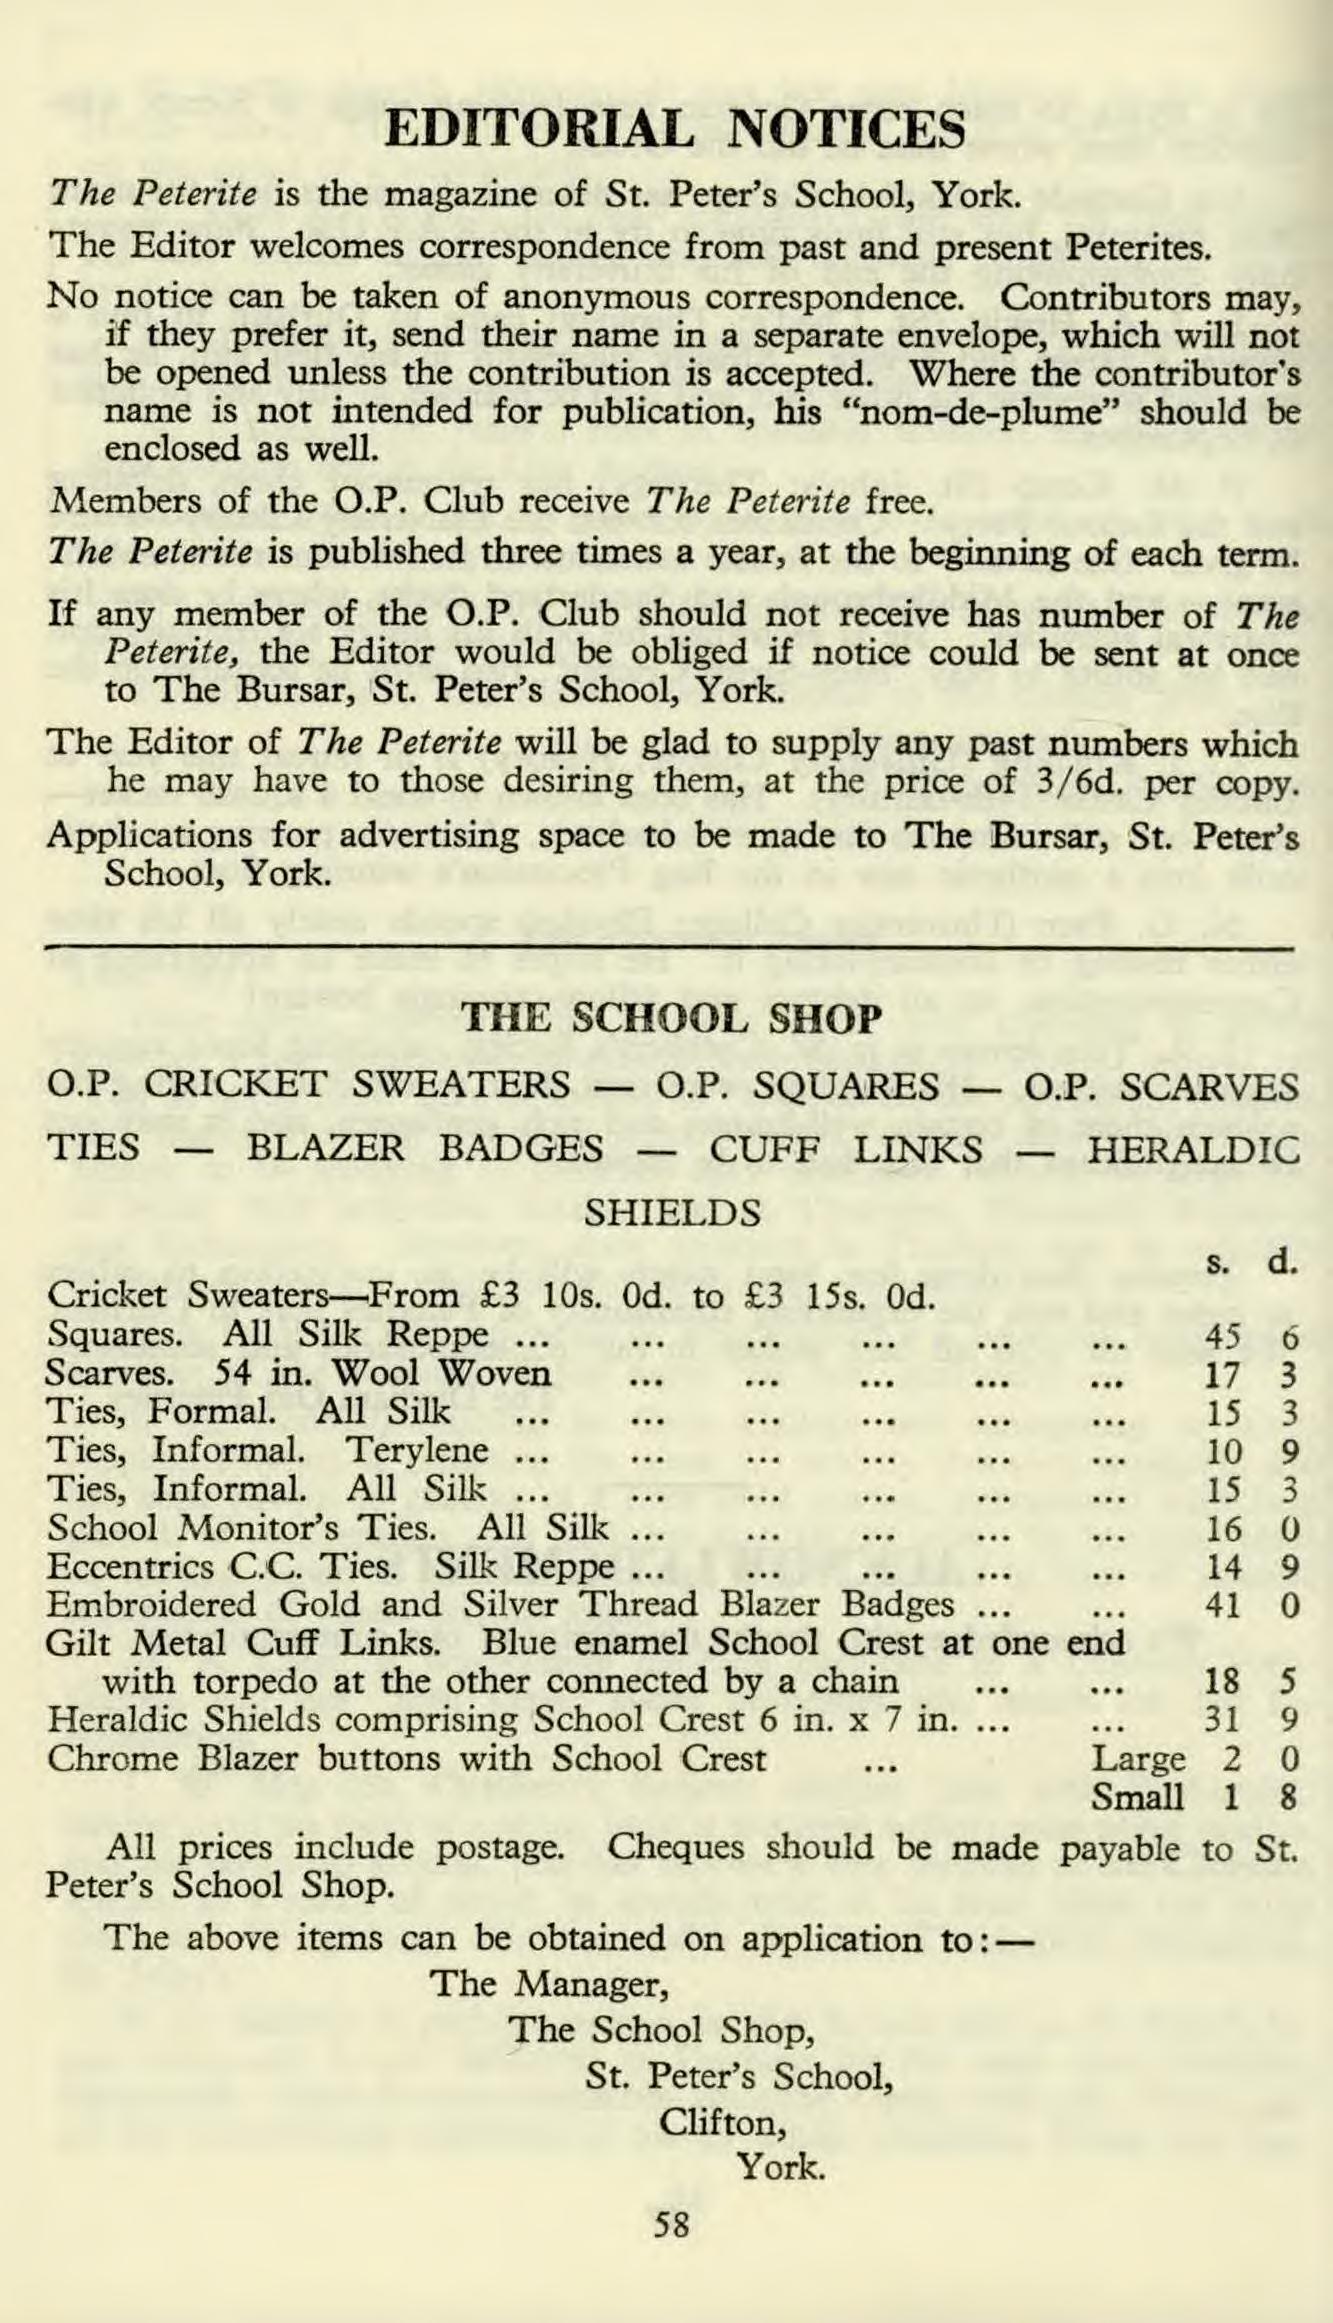 EDITORIAL NOTICES
The Peterite is the magazine of St. Peter's School, York.
The Editor welcomes correspondence from past and present Peterites.
No notice can be taken of anonymous correspondence. Contributors may,
if they prefer it, send their name in a separate envelope, which will not
be opened unless the contribution is accepted. Where the contributor's
name is not intended for publication, his "nom-de-plume" should be
enclosed as well.
Members of the O.P. Club receive The Peterite free.
The Peterite is published three times a year, at the beginning of each term.
If any member of the O.P. Club should not receive has number of The
Peterite, the Editor would be obliged if notice could be sent at once
to The Bursar, St. Peter's School, York.
The Editor of The Peterite will be glad to supply any past numbers which
he may have to those desiring them, at the price of 3/6d. per copy.
Applications for advertising space to be made to The Bursar, St. Peter's
School, York.
THE SCHOOL SHOP
O.P. CRICKET SWEATERS — O.P. SQUARES — O.P. SCARVES
TIES — BLAZER BADGES — CUFF LINKS — HERALDIC
SHIELDS
s. d.
Cricket Sweaters—From £3 10s. 0d. to £3 15s. 0d.
Squares. All Silk Reppe ... ... ... ... ... ... 45 6
Scarves. 54 in. Wool Woven ... ... ... ... ... 17 3
Ties, Formal. All Silk ... ... ... ... ... ... 15 3
Ties, Informal. Terylene ... ... ... ... ... ... 10 9
Ties, Informal. All Silk ... ... ... ... ... ... 15 3
School Monitor's Ties. All Silk ... ... ... ... ... 16 0
Eccentrics C.C. Ties. Silk Reppe ... ... ... ... ... 14 9
Embroidered Gold and Silver Thread Blazer Badges ... ... 41 0
Gilt Metal Cuff Links. Blue enamel School Crest at one end
with torpedo at the other connected by a chain ... ... 18 5
Heraldic Shields comprising School Crest 6 in. x 7 in. ... ... 31 9
Chrome Blazer buttons with School Crest ... Large 2 0
Small 1 8
All prices include postage. Cheques should be made payable to St.
Peter's School Shop.
The above items can be obtained on application to:—
The Manager,
The School Shop,
St. Peter's School,
Clifton,
York.
58